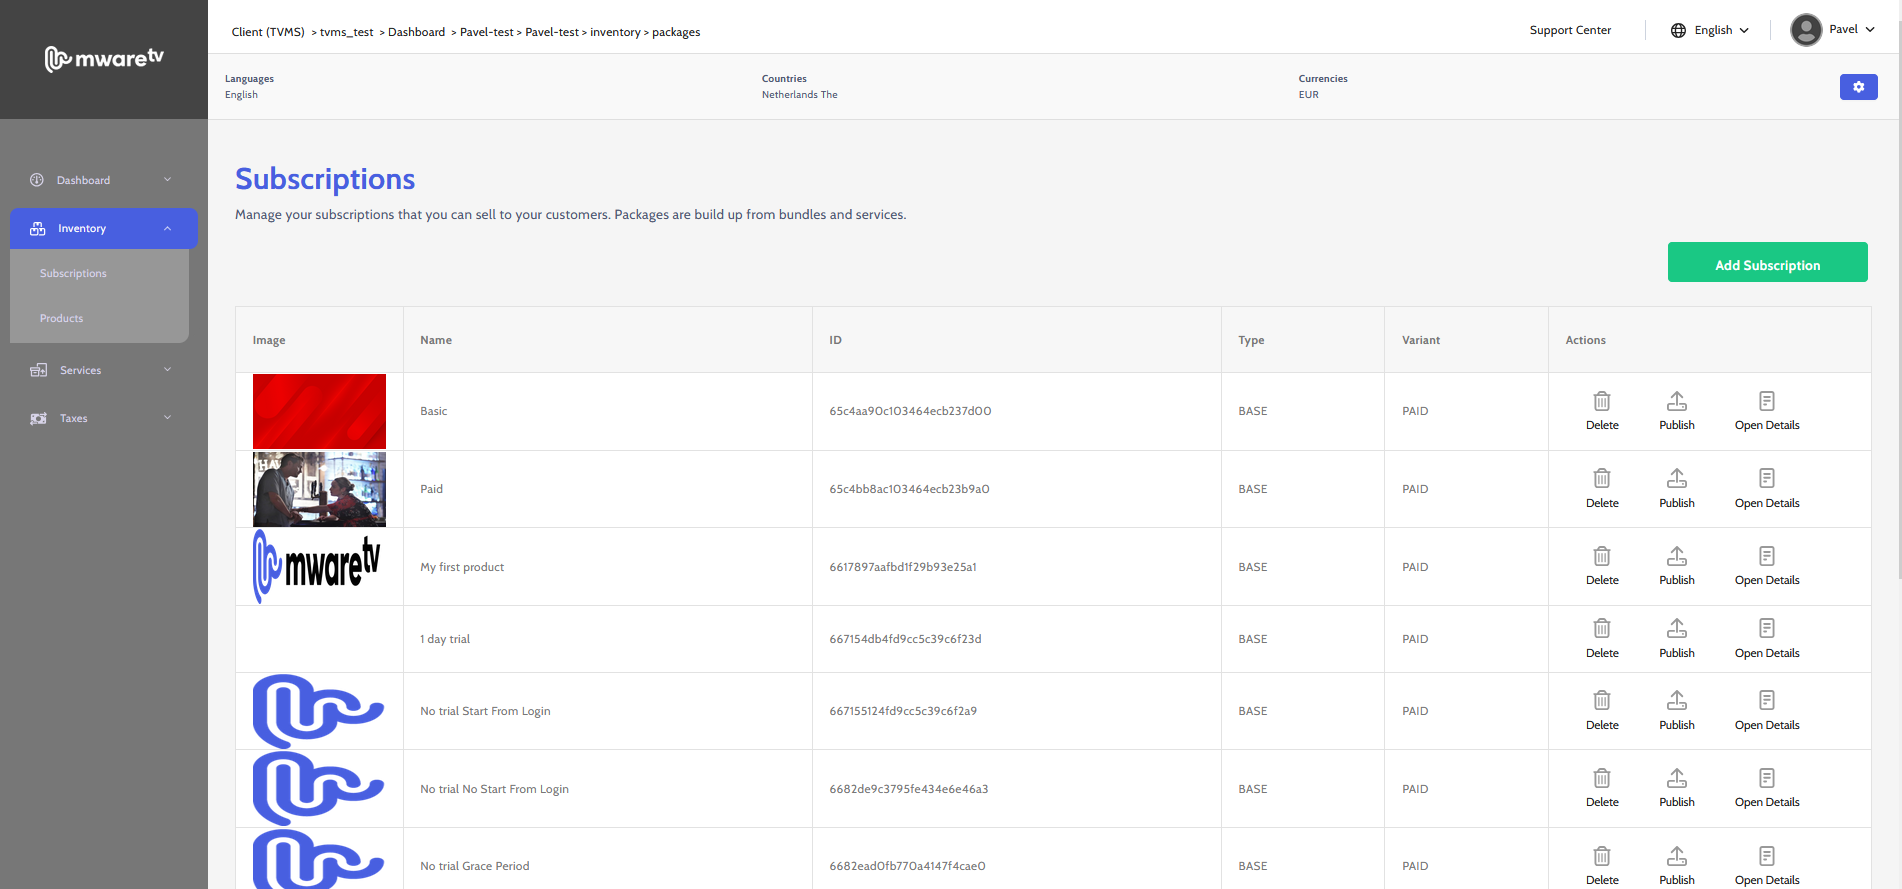 mwaretv
Client (TVMS) > tvms_test > Dashboard > Pavel-test > Pavel-test > inventory > packages
Support Center
English
Pavel
Languages
English
Countries
Netherlands The
Currencies
EUR
Dashboard
Inventory
Subscriptions
Products
Services
Taxes
Subscriptions
Manage your subscriptions that you can sell to your customers. Packages are build up from bundles and services.
Add Subscription
Image Name ID Type Variant Actions
Basic 65c4aa90c103464ecb237d00 BASE PAID Delete Publish Open Details
HAV
Paid 65c4bb8ac103464ecb23b9a0 BASE PAID Delete Publish Open Details
mwaretv
My first product 6617897aafbd1f29b93e25a1 BASE PAID Delete Publish Open Details
1 day trial 667154db4fd9cc5c39c6f23d BASE PAID Delete Publish Open Details
No trial Start From Login 667155124fd9cc5c39c6f2a9 BASE PAID Delete Publish Open Details
No trial No Start From Login 6682de9c3795fe434e6e46a3 BASE PAID Delete Publish Open Details
No trial Grace Period 6682ead0fb770a4147f4cae0 BASE PAID Delete Publish Open Details